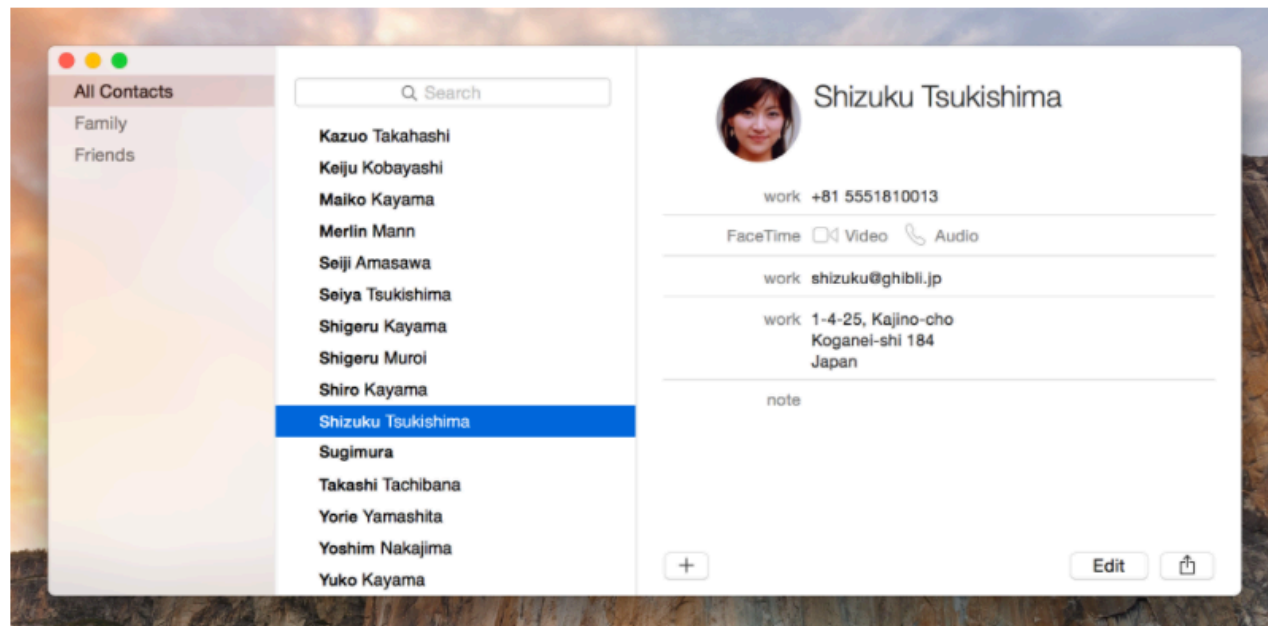 All Contacts
Family
Friends
Search
Kazuo Takahashi
Keiju Kobayashi
Maiko Kayama
Merlin Mann
Seiji Amasawa
Seiya Tsukishima
Shigeru Kayama
Shigeru Muroi
Shiro Kayama
Shizuku Tsukishima
Sugimura
Takashi Tachibana
Yorie Yamashita
Yoshim Nakajima
Yuko Kayama
Shizuku Tsukishima
work +81 5551810013
FaceTime Video Audio
work shizuku@ghibli.jp
work 1-4-25, Kajino-cho
Koganei-shi 184
Japan
note
+ Edit